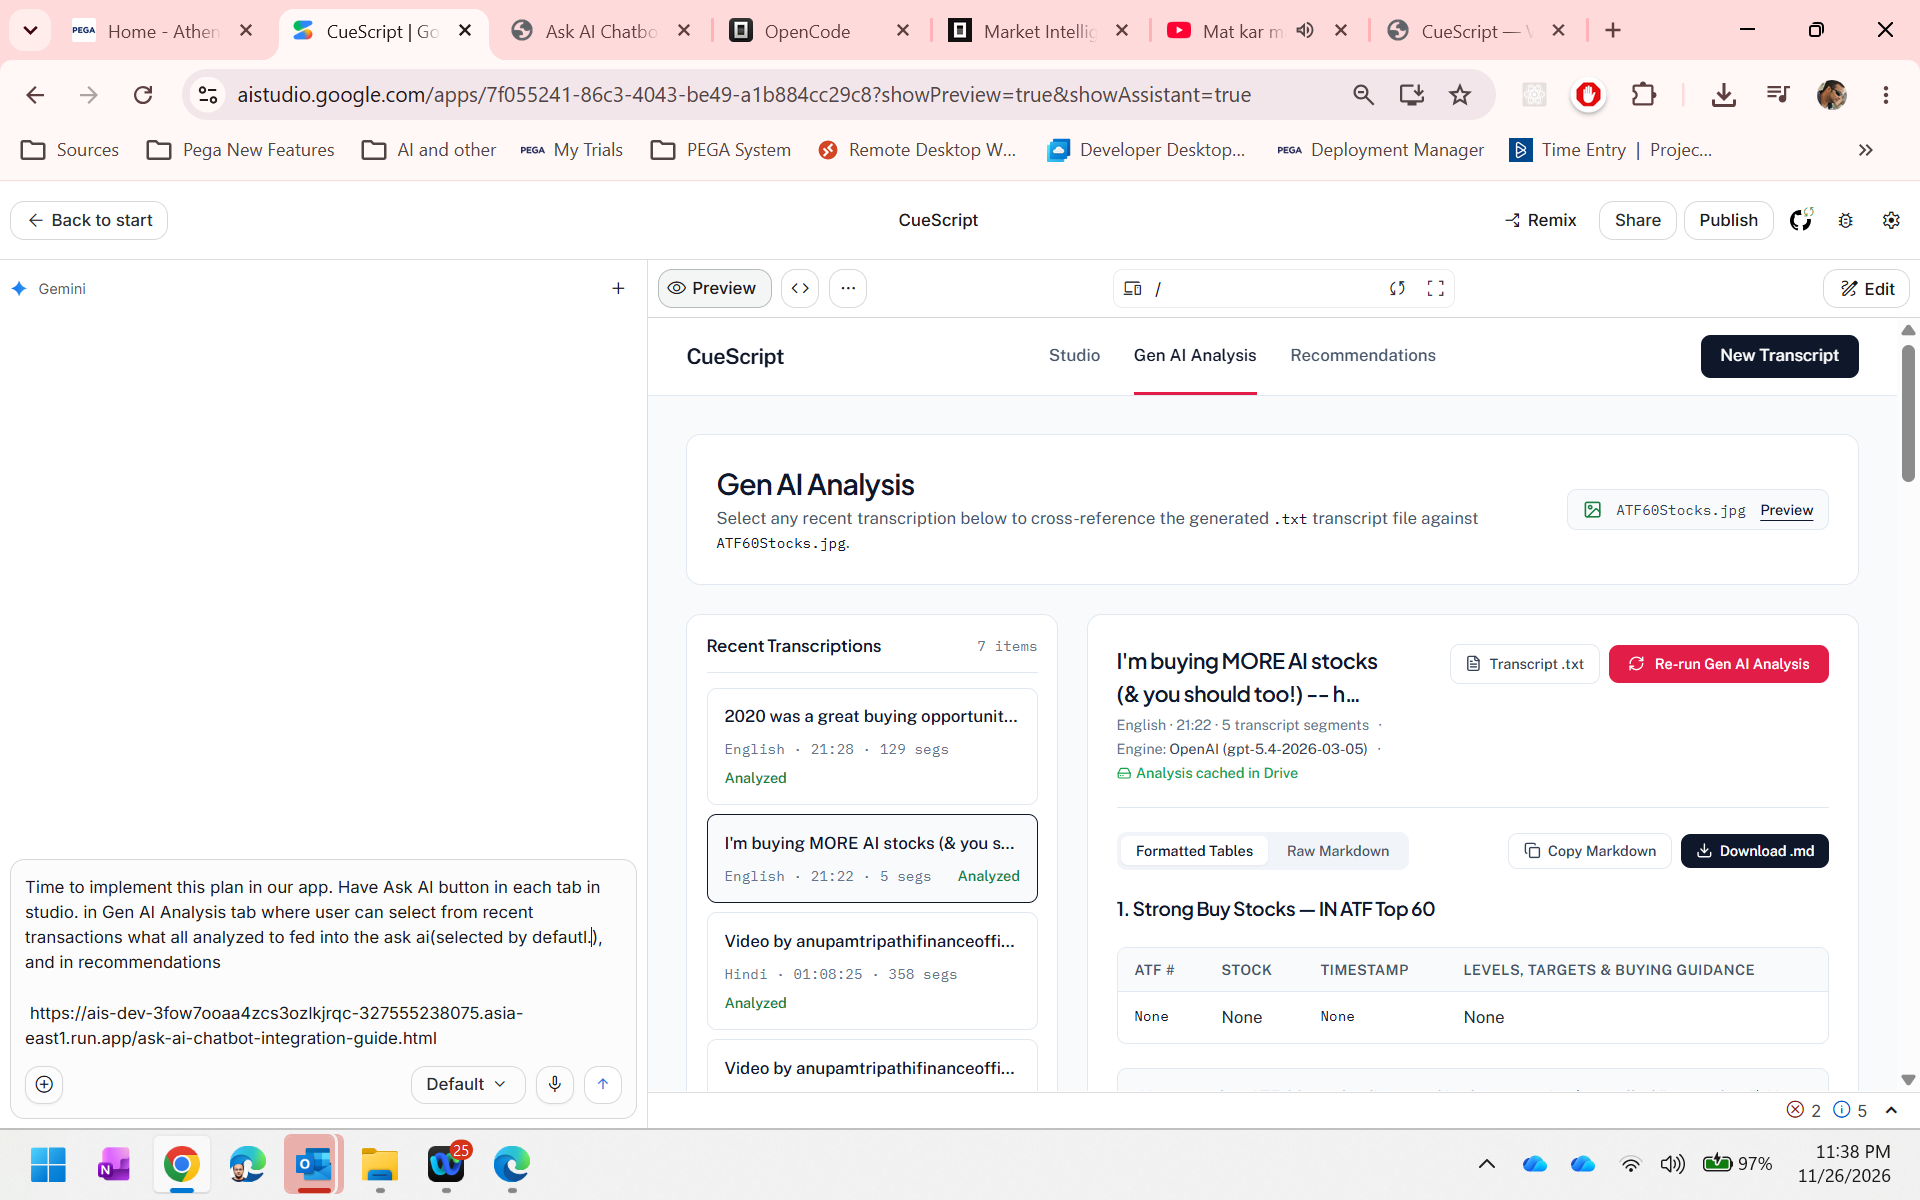 PEGA Home - Athen
CueScript | Go
Ask AI Chatbo
OpenCode
Market Intellig
Mat kar m
CueScript —
aistudio.google.com/apps/7f055241-86c3-4043-be49-a1b884cc29c8?showPreview=true&showAssistant=true
Sources
Pega New Features
AI and other
PEGA My Trials
PEGA System
Remote Desktop W...
Developer Desktop...
PEGA Deployment Manager
Time Entry | Projec...
Back to start
CueScript
Remix
Share
Publish
Gemini
Preview
/
Edit
CueScript
Studio
Gen AI Analysis
Recommendations
New Transcript
Gen AI Analysis
Select any recent transcription below to cross-reference the generated .txt transcript file against
ATF60Stocks.jpg.
ATF60Stocks.jpg Preview
Recent Transcriptions
7 items
2020 was a great buying opportunit...
English · 21:28 · 129 segs
Analyzed
I'm buying MORE AI stocks (& you s...
English · 21:22 · 5 segs Analyzed
Video by anupamtripathifinanceoffi...
Hindi · 01:08:25 · 358 segs
Analyzed
Video by anupamtripathifinanceoffi...
I'm buying MORE AI stocks
(& you should too!) -- h...
English · 21:22 · 5 transcript segments ·
Engine: OpenAI (gpt-5.4-2026-03-05) ·
Analysis cached in Drive
Transcript .txt
Re-run Gen AI Analysis
Formatted Tables
Raw Markdown
Copy Markdown
Download .md
1. Strong Buy Stocks — IN ATF Top 60
ATF # STOCK TIMESTAMP LEVELS, TARGETS & BUYING GUIDANCE
None None None None
Time to implement this plan in our app. Have Ask AI button in each tab in
studio. in Gen AI Analysis tab where user can select from recent
transactions what all analyzed to fed into the ask ai(selected by defautl.),
and in recommendations
https://ais-dev-3fow7ooaa4zcs3ozlkjrqc-327555238075.asia-
east1.run.app/ask-ai-chatbot-integration-guide.html
Default
2 5
25
97%
11:38 PM
11/26/2026